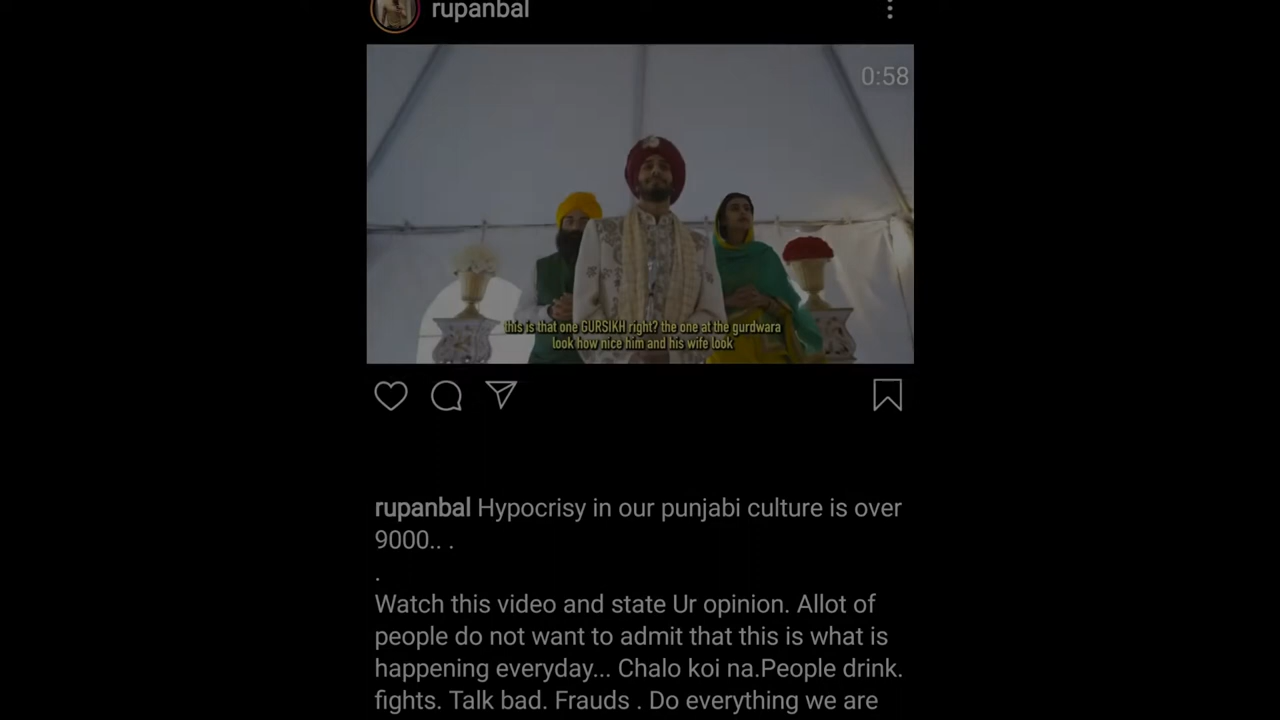 rupanbal
0:58
this is that one GURSIKH right? the one at the gurdwara
look how nice him and his wife look
rupanbal Hypocrisy in our punjabi culture is over
9000.. .
.
Watch this video and state Ur opinion. Allot of
people do not want to admit that this is what is
happening everyday... Chalo koi na.People drink.
fights. Talk bad. Frauds . Do everything we are